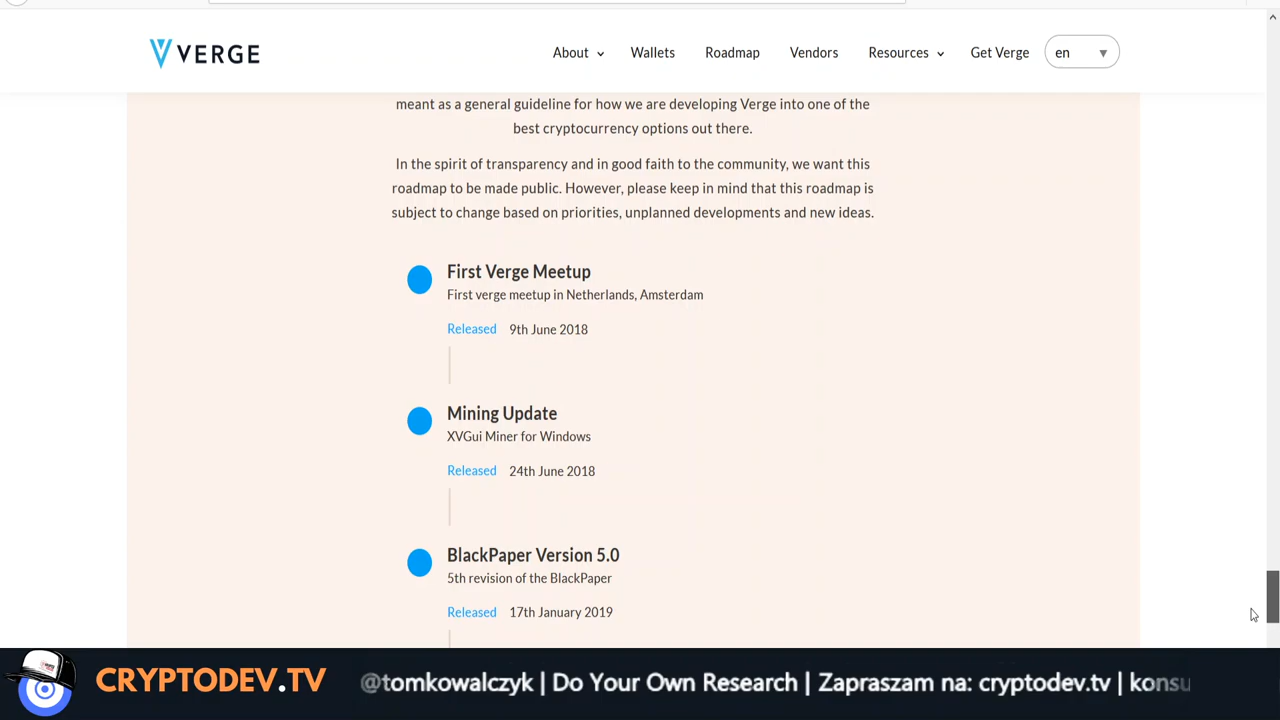 VERGE
About
Wallets
Roadmap
Vendors
Resources
Get Verge
en
meant as a general guideline for how we are developing Verge into one of the
best cryptocurrency options out there.
In the spirit of transparency and in good faith to the community, we want this
roadmap to be made public. However, please keep in mind that this roadmap is
subject to change based on priorities, unplanned developments and new ideas.
First Verge Meetup
First verge meetup in Netherlands, Amsterdam
Released 9th June 2018
Mining Update
XVGui Miner for Windows
Released 24th June 2018
BlackPaper Version 5.0
5th revision of the BlackPaper
Released 17th January 2019
CRYPTODEV.TV
@tomkowalczyk | Do Your Own Research | Zapraszam na: cryptodev.tv | konsu